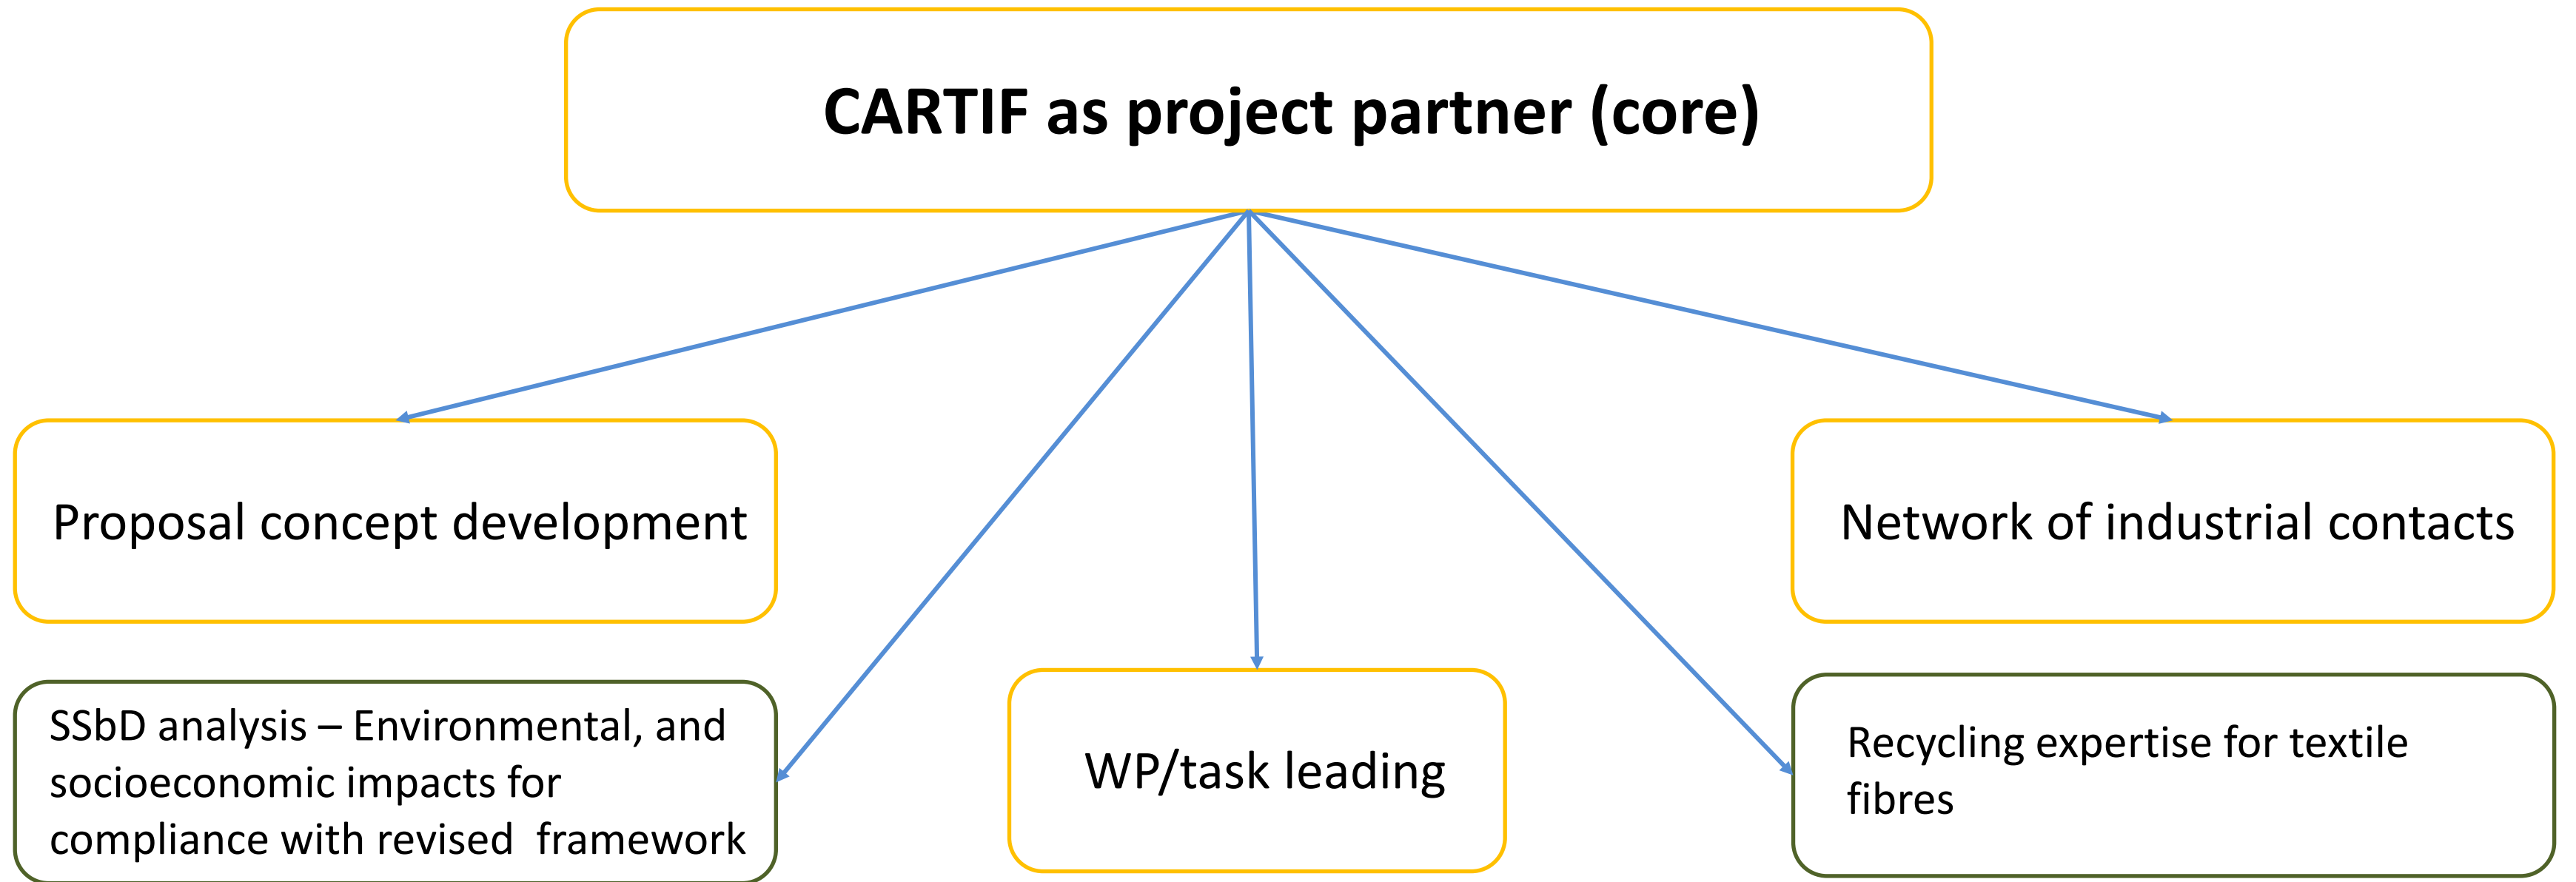 CARTIF as project partner (core)
Proposal concept development
Network of industrial contacts
SSbD analysis – Environmental, and
socioeconomic impacts for
compliance with revised  framework
WP/task leading
Recycling expertise for textile
fibres